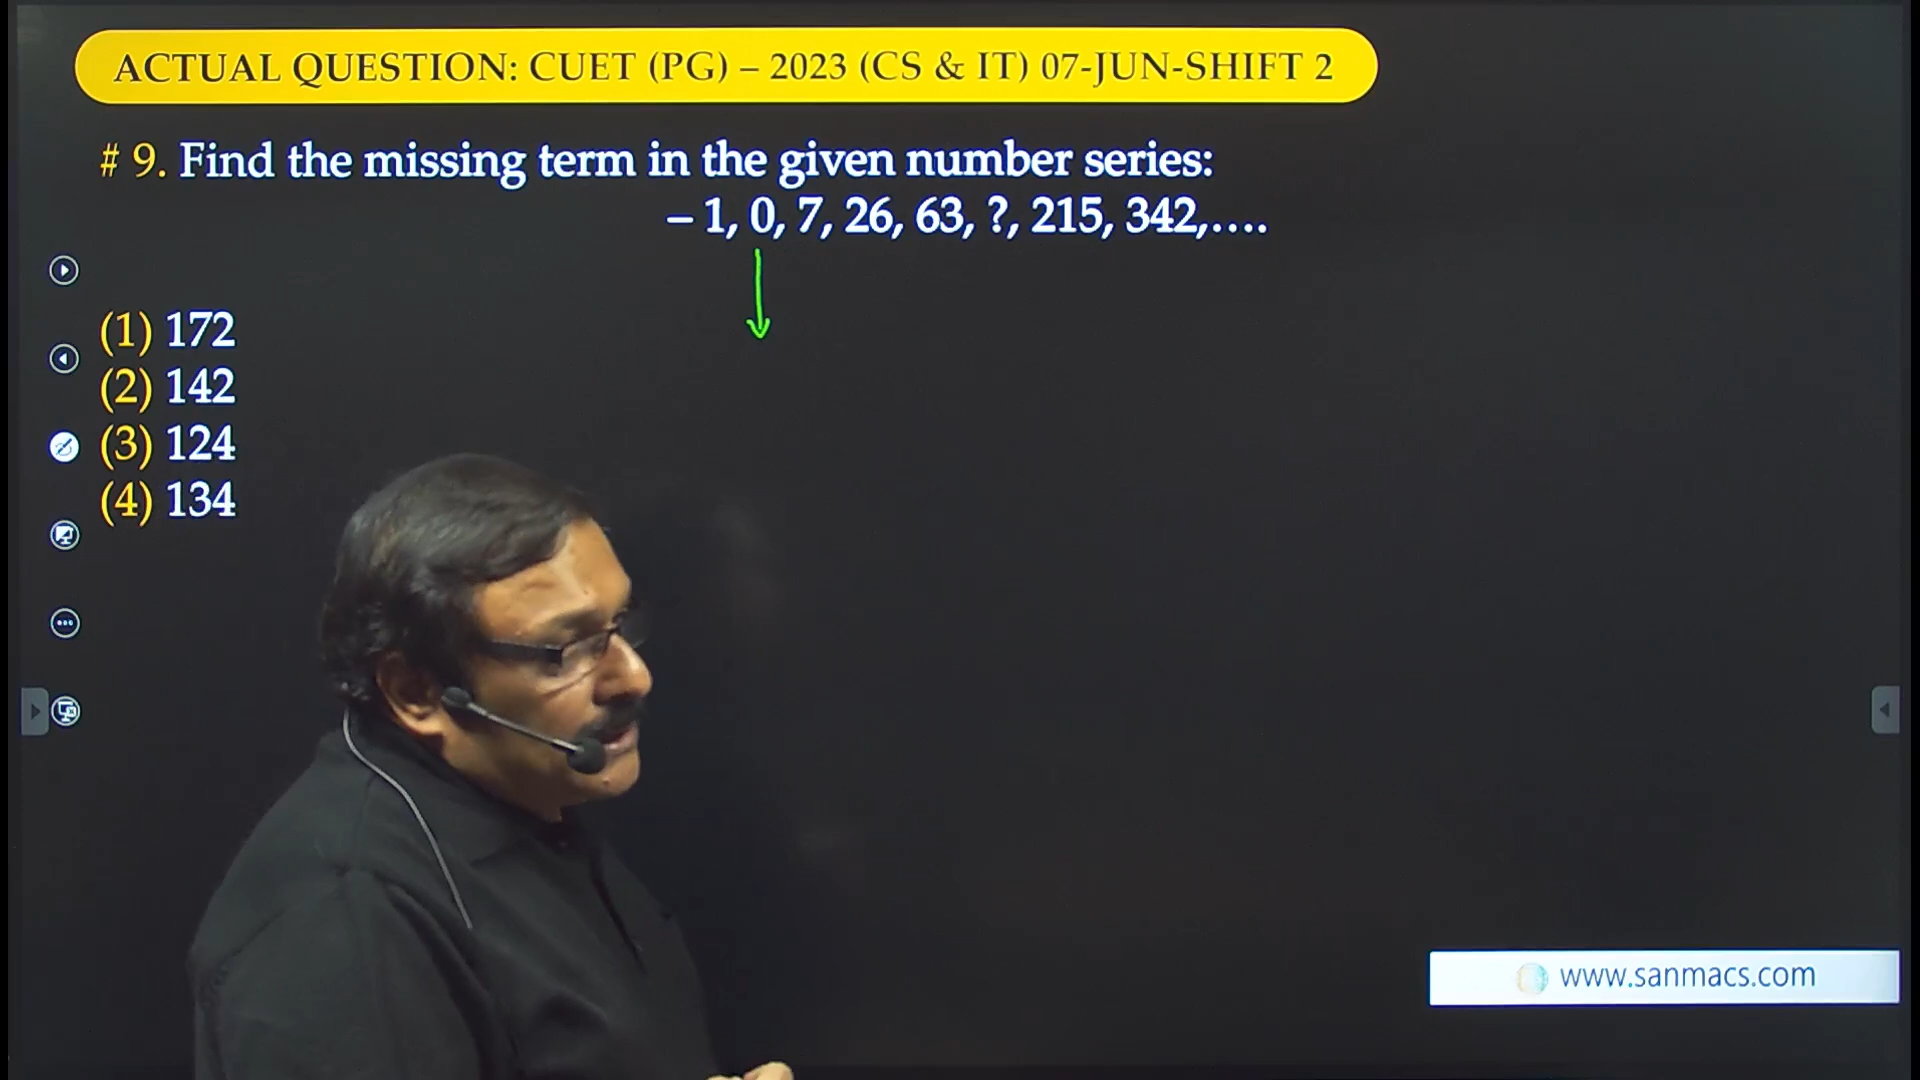 ACTUAL QUESTION: CUET (PG) – 2023 (CS & IT) 07-JUN-SHIFT 2
# 9. Find the missing term in the given number series:
– 1, 0, 7, 26, 63, ?, 215, 342,….
(1) 172
(2) 142
(3) 124
(4) 134
www.sanmacs.com